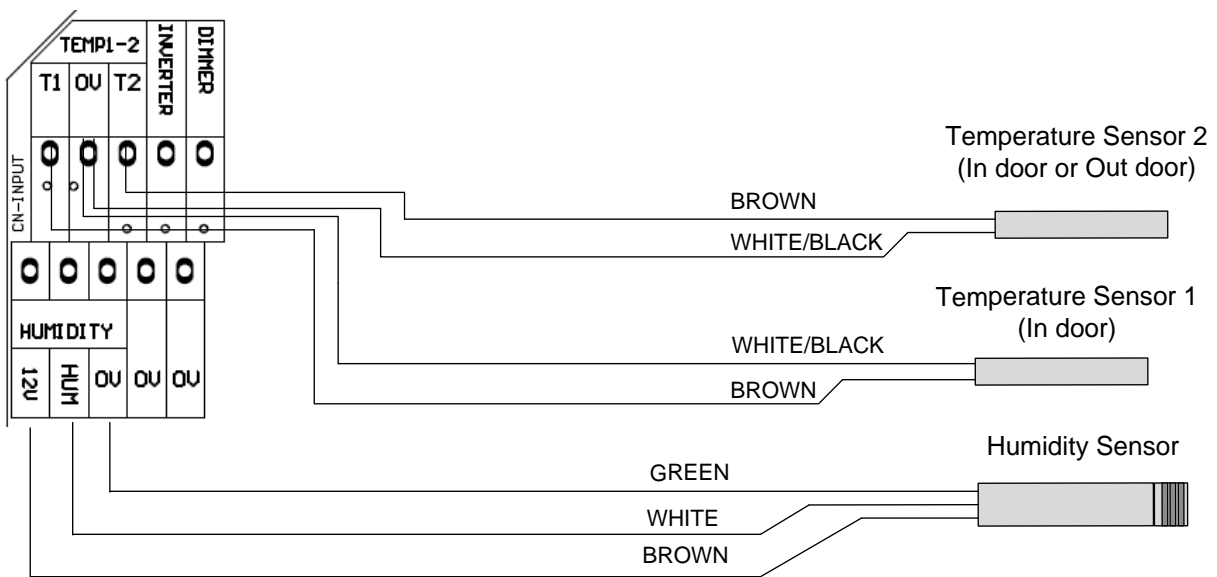 TEMP1-2
INVERTER
DIMMER
T1
0V
T2
CN-INPUT
HUMIDITY
12V
HUM
0V
0V
0V
Temperature Sensor 2
(In door or Out door)
BROWN
WHITE/BLACK
Temperature Sensor 1
(In door)
WHITE/BLACK
BROWN
Humidity Sensor
GREEN
WHITE
BROWN